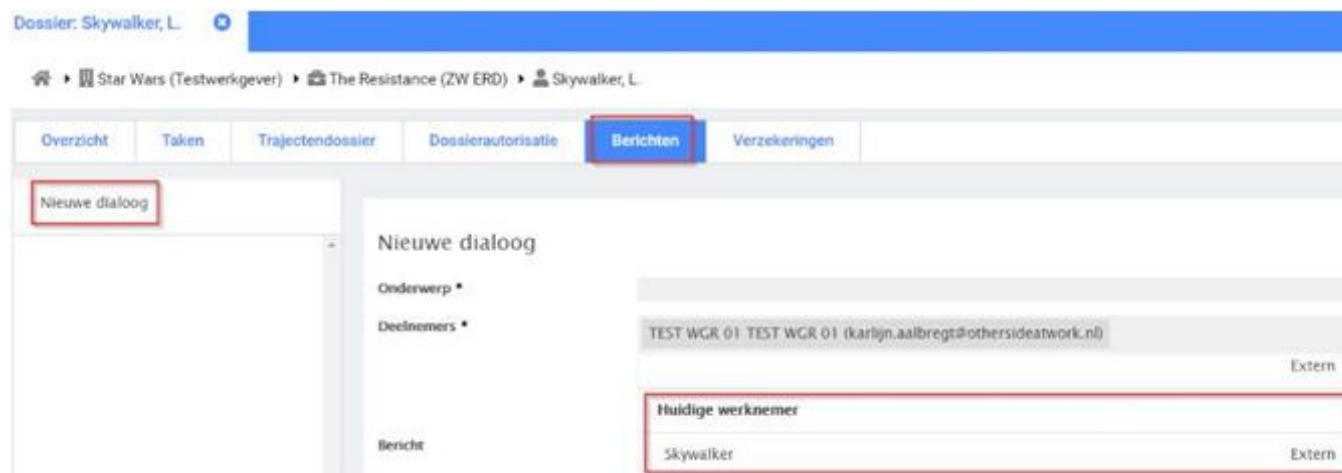 Dossier: Skywalker, L.
Star Wars (Testwerkgever) The Resistance (ZW ERD) Skywalker, L.
Overzicht Taken Trajectendossier Dossierautorisatie Berichten Verzekeringen
Nieuwe dialoog
Nieuwe dialoog
Onderwerp *
Deelnemers * TEST WGR 01 TEST WGR 01 (karlijn.aalbregt@othersideatwork.nl)
Extern
Huidige werknemer
Bericht
Skywalker Extern